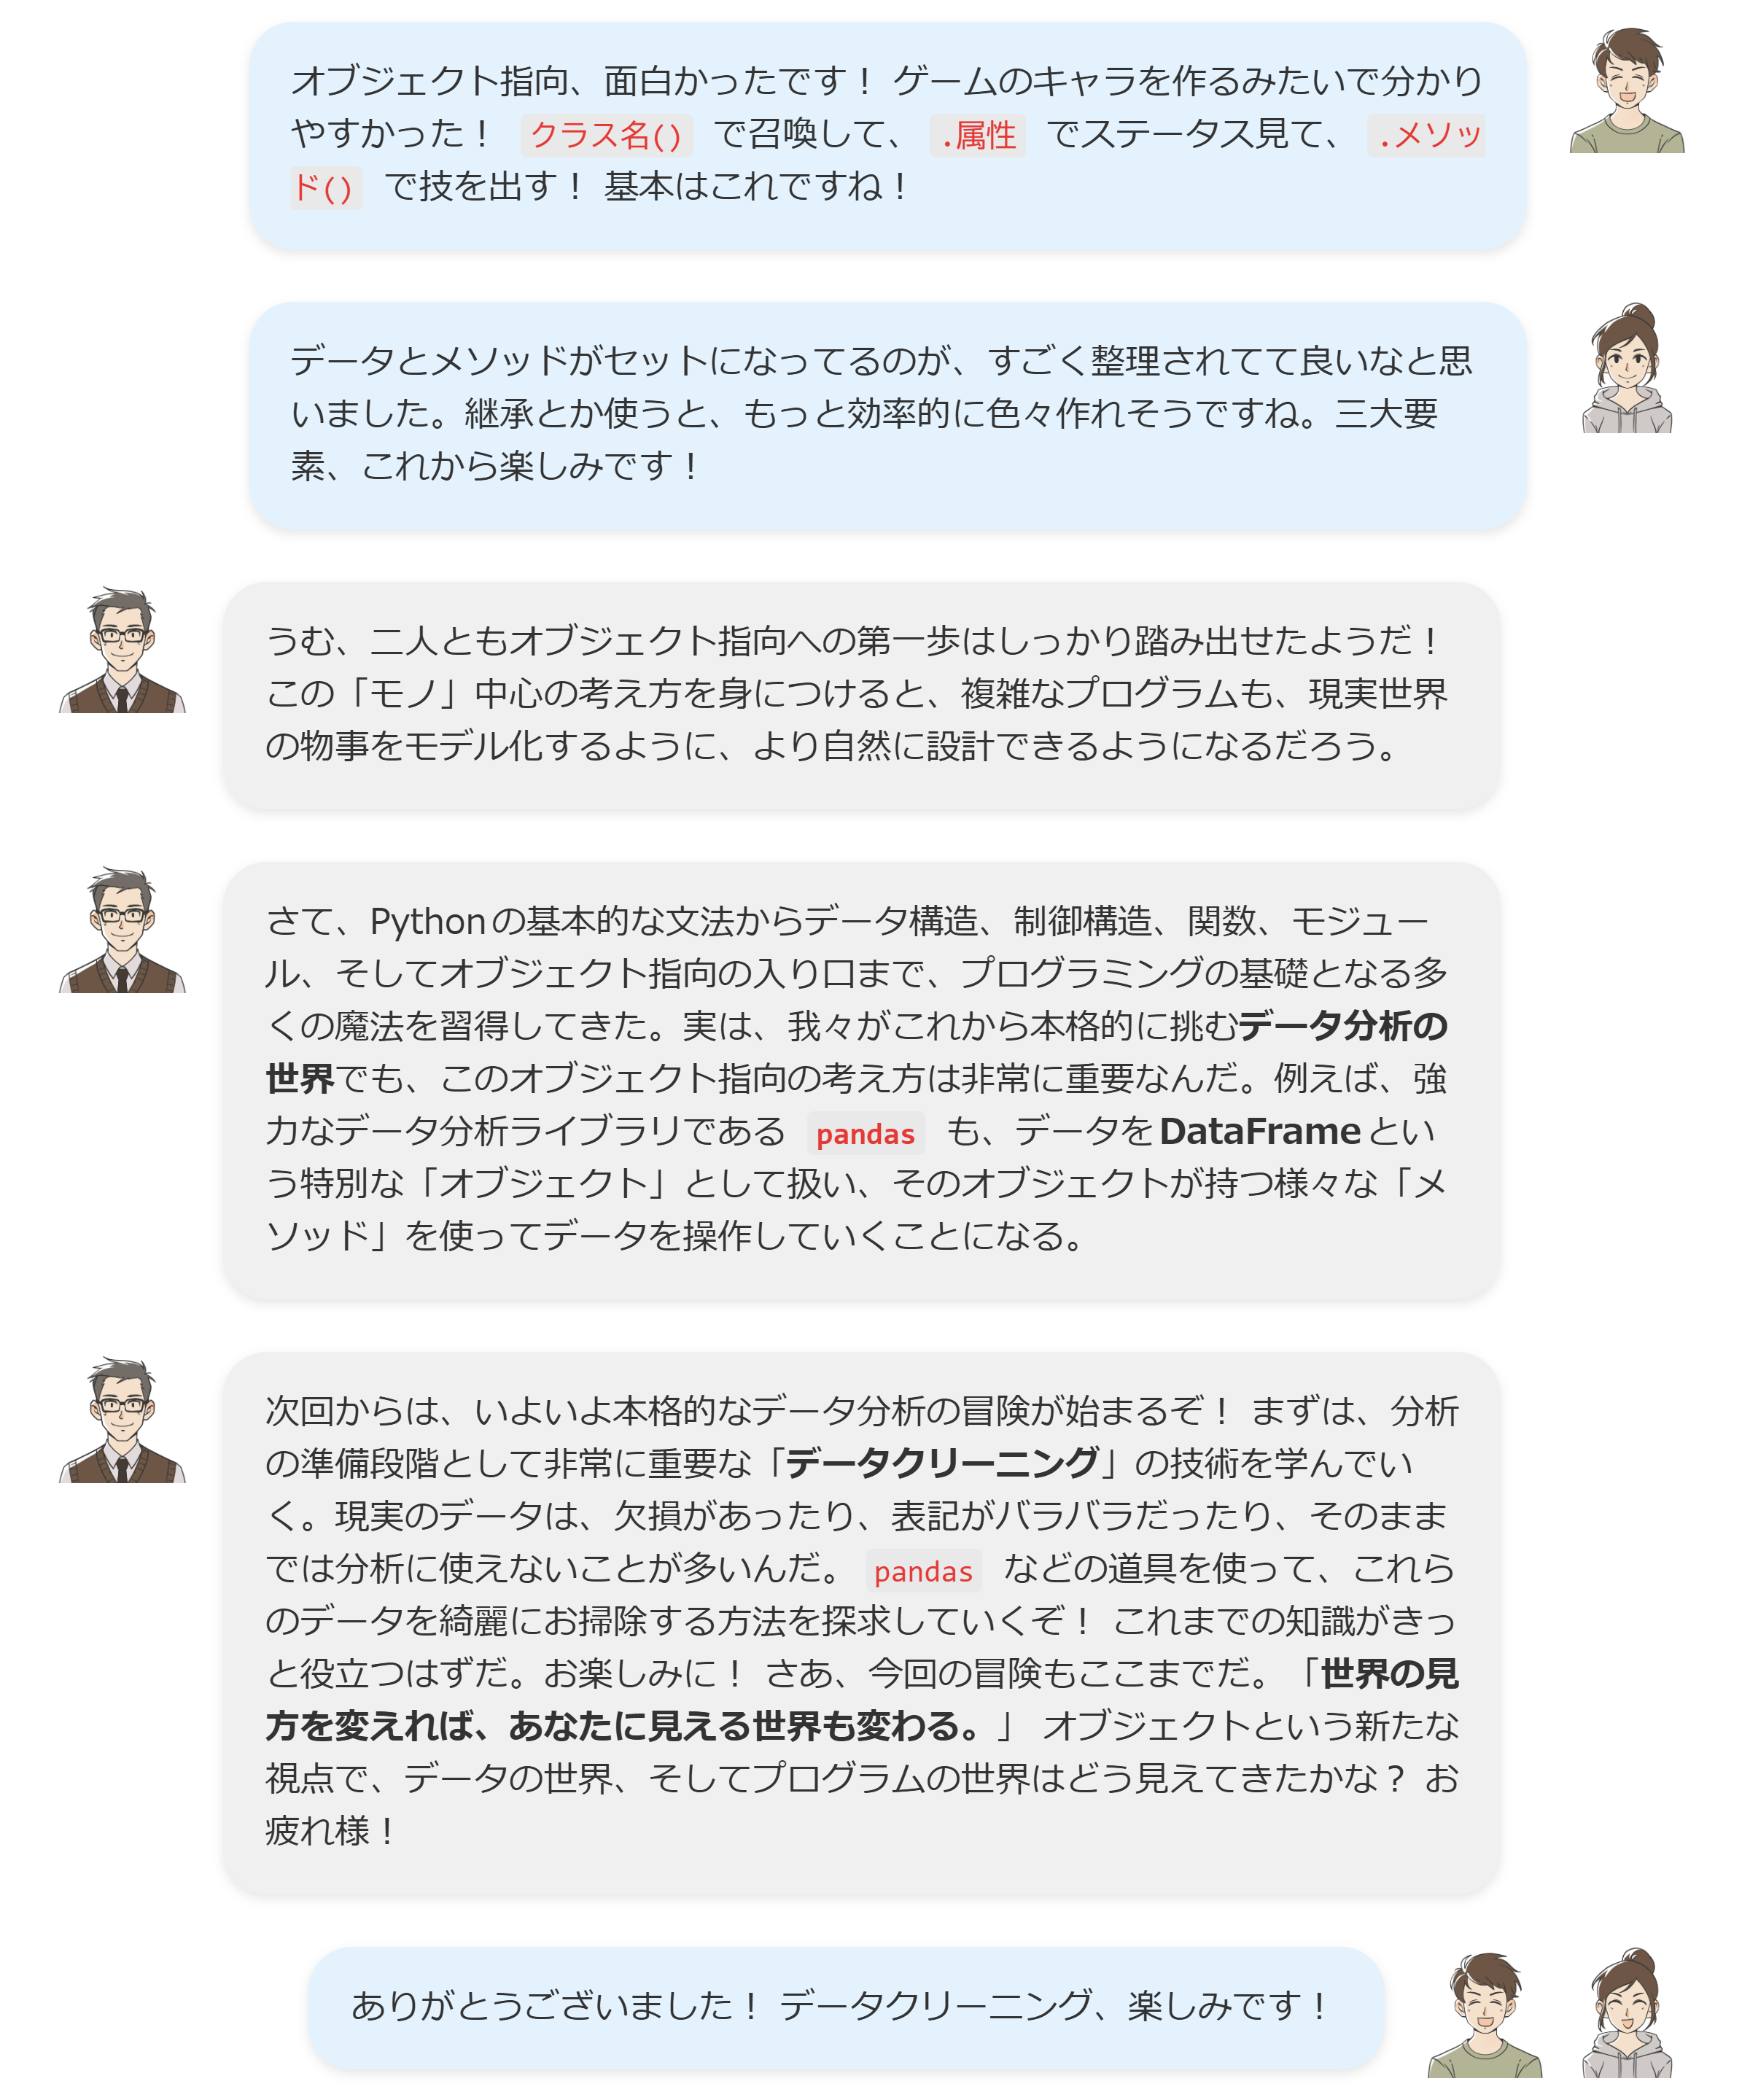 オブジェクト指向、面白かったです！ ゲームのキャラを作るみたいで分かり
やすかった！ クラス名() で召喚して、 .属性 でステータス見て、 .メソッ
ド() で技を出す！ 基本はこれですね！
データとメソッドがセットになってるのが、すごく整理されてて良いなと思
いました。継承とか使うと、もっと効率的に色々作れそうですね。三大要
素、これから楽しみです！
うむ、二人ともオブジェクト指向への第一歩はしっかり踏み出せたようだ！
この「モノ」中心の考え方を身につけると、複雑なプログラムも、現実世界
の物事をモデル化するように、より自然に設計できるようになるだろう。
さて、Pythonの基本的な文法からデータ構造、制御構造、関数、モジュー
ル、そしてオブジェクト指向の入り口まで、プログラミングの基礎となる多
くの魔法を習得してきた。実は、我々がこれから本格的に挑むデータ分析の
世界でも、このオブジェクト指向の考え方は非常に重要なんだ。例えば、強
力なデータ分析ライブラリである pandas も、データをDataFrameとい
う特別な「オブジェクト」として扱い、そのオブジェクトが持つ様々な「メ
ソッド」を使ってデータを操作していくことになる。
次回からは、いよいよ本格的なデータ分析の冒険が始まるぞ！ まずは、分析
の準備段階として非常に重要な「データクリーニング」の技術を学んでい
く。現実のデータは、欠損があったり、表記がバラバラだったり、そのまま
では分析に使えないことが多いんだ。 pandas などの道具を使って、これら
のデータを綺麗にお掃除する方法を探求していくぞ！ これまでの知識がきっ
と役立つはずだ。お楽しみに！ さあ、今回の冒険もここまでだ。「世界の見
方を変えれば、あなたに見える世界も変わる。」 オブジェクトという新たな
視点で、データの世界、そしてプログラムの世界はどう見えてきたかな？ お
疲れ様！
ありがとうございました！ データクリーニング、楽しみです！